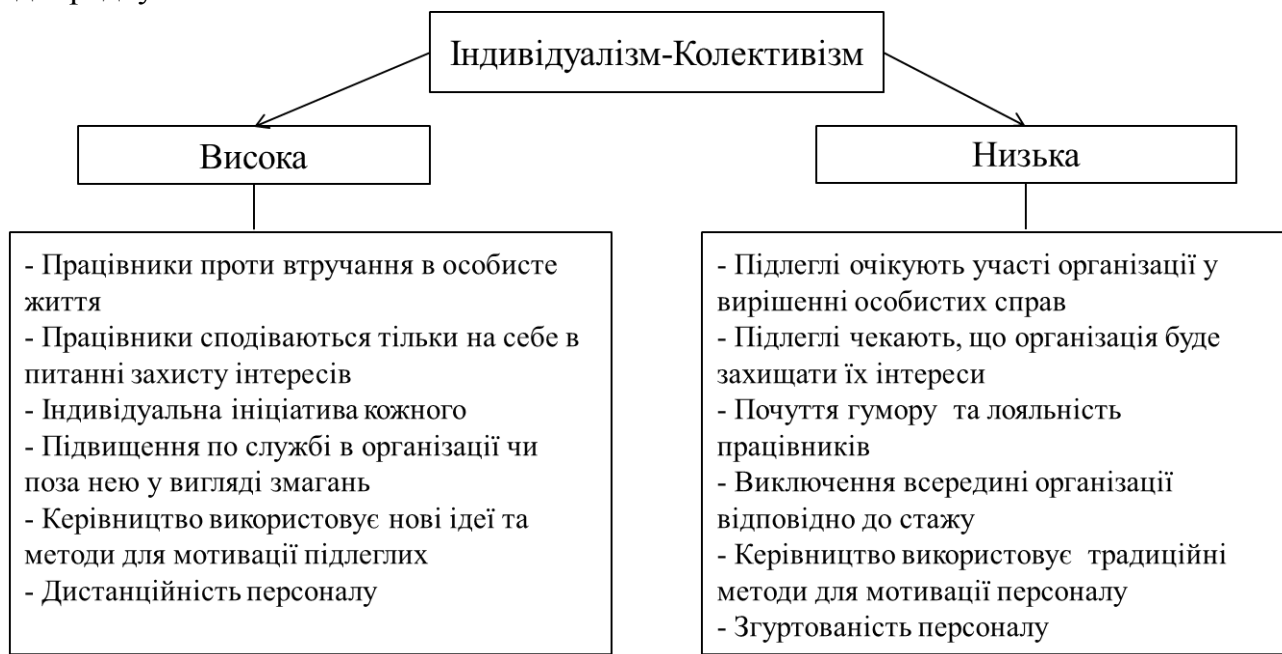 Індивідуалізм-Колективізм
Висока
Низька
- Працівники проти втручання в особисте
життя
- Працівники сподіваються тільки на себе в
питанні захисту інтересів
- Індивідуальна ініціатива кожного
- Підвищення по службі в організації чи
поза нею у вигляді змагань
- Керівництво використовує нові ідеї та
методи для мотивації підлеглих
- Дистанційність персоналу
- Підлеглі очікують участі організації у
вирішенні особистих справ
- Підлеглі чекають, що організація буде
захищати їх інтереси
- Почуття гумору та лояльність
працівників
- Виключення всередині організації
відповідно до стажу
- Керівництво використовує традиційні
методи для мотивації персоналу
- Згуртованість персоналу